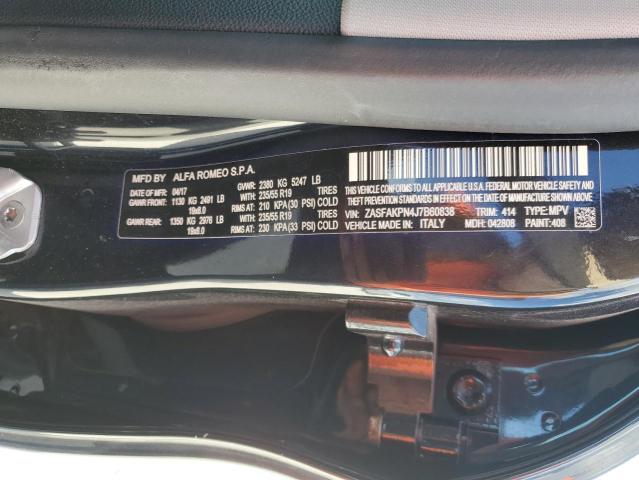 MFD BY ALFA ROMEO S.P.A.
DATE OF MFR 04/17 GVWR: 2380 KG 5247 LB
GAWR FRONT: 1130 KG 2491 LB WITH 235/55 R19 TIRES
19x8.0 RIMS AT 210 KPA(30 PSI) COLD
GAWR REAR: 1350 KG 2976 LB WITH 235/55 R19 TIRES
19x8.0 RIMS AT 230 KPA(33 PSI) COLD
THIS VEHICLE CONFORMS TO ALL APPLICABLE U.S.A. FEDERAL MOTOR VEHICLE SAFETY AND
BUMPER AND THEFT PREVENTION STANDARDS IN EFFECT ON THE DATE OF MANUFACTURE SHOWN ABOVE
VIN: ZASFAKPN4J7B60838 TRIM: 414 TYPE:MPV
VEHICLE MADE IN: ITALY MDH: 042808 PAINT:408